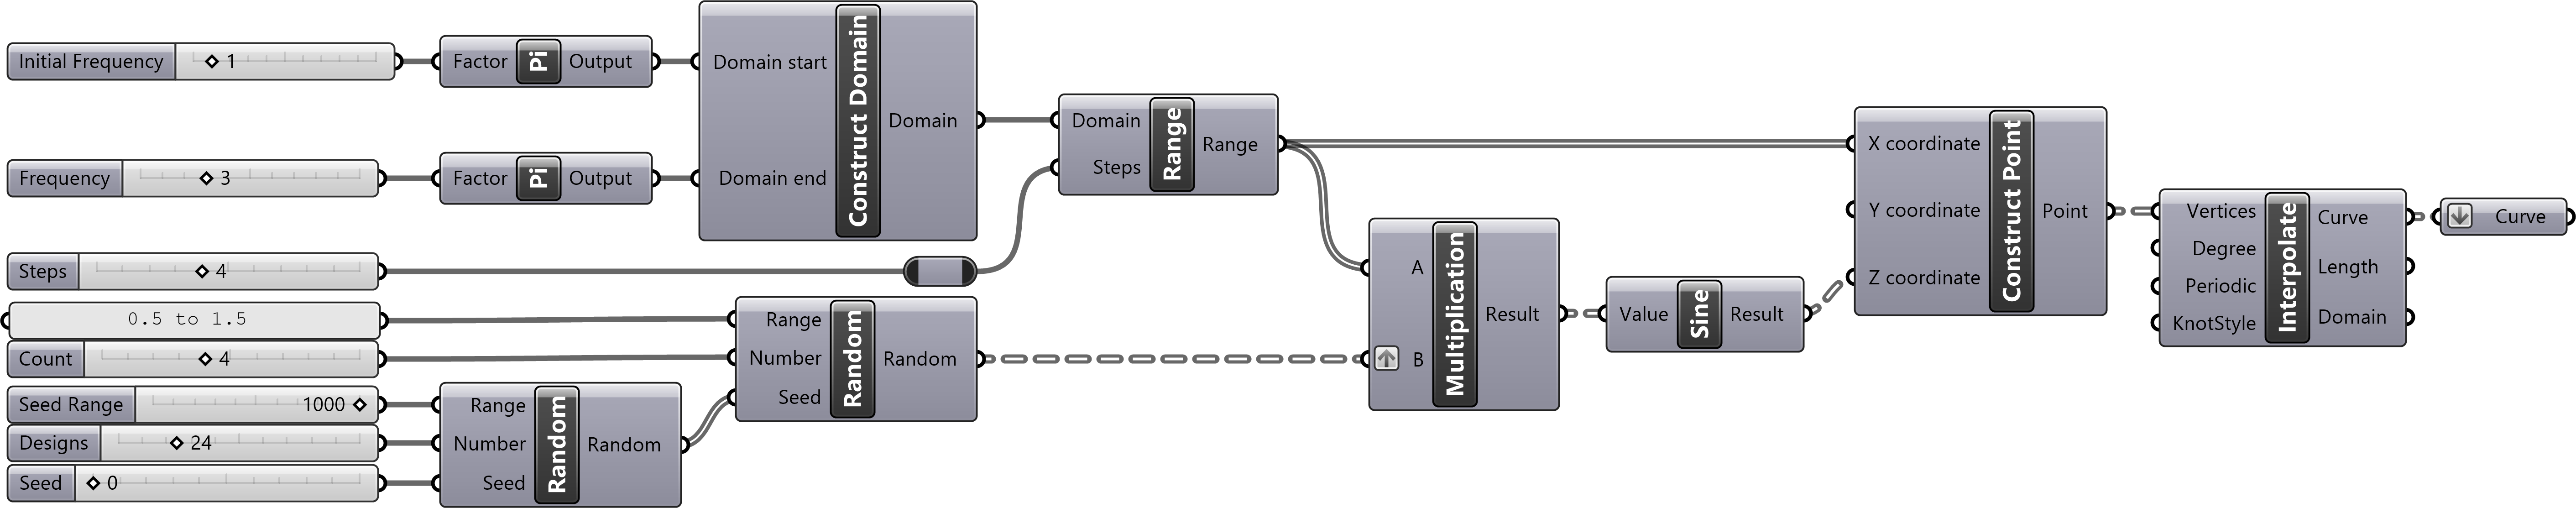 Initial Frequency 1
Factor Pi Output
Domain start
Construct Domain
Domain
Domain end
Frequency 3
Factor Pi Output
Steps 4
Domain
Steps
Range
Range
0.5 to 1.5
Count 4
Range
Number
Seed
Random
Random
Seed Range 1000
Designs 24
Seed 0
Range
Number
Seed
Random
Random
A
B
Multiplication
Result
Value Sine Result
X coordinate
Y coordinate
Z coordinate
Construct Point
Point
Vertices
Degree
Periodic
KnotStyle
Interpolate
Curve
Length
Domain
Curve